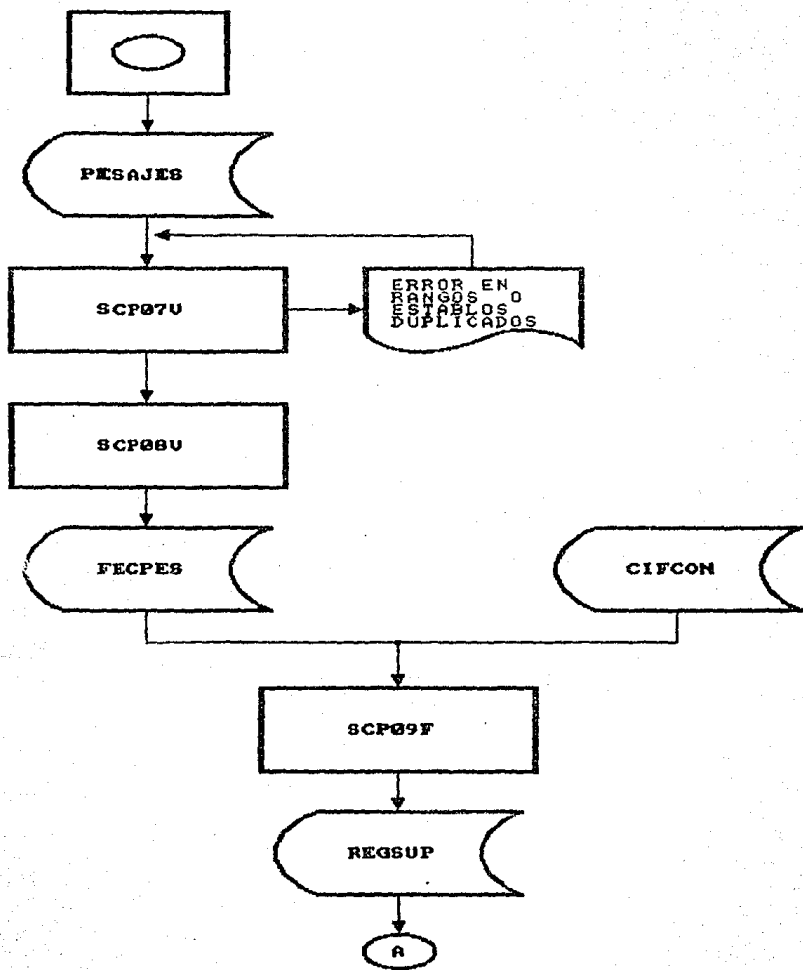 PESAJES
SCP07V
ERROR EN
RANGOS O
ESTABLOS
DUPLICADOS
SCP08V
FECPES
CIFCON
SCP09F
REGSUP
A